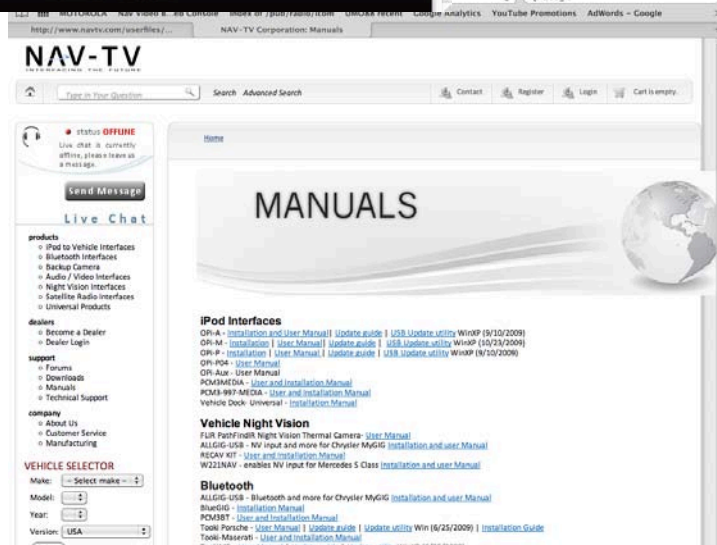 MOTOROLA Nav Video B...eb Console Index of /pub/radio/icom UMO&B recent Google Analytics YouTube Promotions AdWords - Google
http://www.navtv.com/userfiles/... NAV-TV Corporation: Manuals
NAV-TV
INTERFACING THE FUTURE
Type in Your Question Search Advanced Search Contact Register Login Cart is empty.
status OFFLINE
Live chat is currently
offline, please leave us
a message.
Send Message
Live Chat
Home
MANUALS
products
iPod to Vehicle Interfaces
Bluetooth Interfaces
Backup Camera
Audio / Video Interfaces
Night Vision Interfaces
Satellite Radio Interfaces
Universal Products
dealers
Become a Dealer
Dealer Login
support
Forums
Downloads
Manuals
Technical Support
company
About Us
Customer Service
Manufacturing
VEHICLE SELECTOR
Make: - Select make -
Model:
Year:
Version: USA
iPod Interfaces
OPi-A - Installation and User Manual| Update guide | USB Update utility WinXP (9/10/2009)
OPi-M - Installation | User Manual| Update guide | USB Update utility WinXP (10/23/2009)
OPi-P - Installation | User Manual | Update guide | USB Update utility WinXP (9/10/2009)
OPi-P04 - User Manual
OPi-Aux - User Manual
PCM3MEDIA - User and Installation Manual
PCM3-997-MEDIA - User and Installation Manual
Vehicle Dock- Universal - Installation Manual
Vehicle Night Vision
FLIR PathFindIR Night Vision Thermal Camera- User Manual
ALLGIG-USB - NV input and more for Chrysler MyGIG Installation and user Manual
RECAV KIT - User and Installation Manual
W221NAV - enables NV input for Mercedes S Class Installation and user Manual
Bluetooth
ALLGIG-USB - Bluetooth and more for Chrysler MyGIG Installation and user Manual
BlueGIG - Installation Manual
PCM3BT - User and Installation Manual
Tooki Porsche - User Manual | Update guide | Update utility Win (6/25/2009) | Installation Guide
Tooki-Maserati - User and Installation Manual